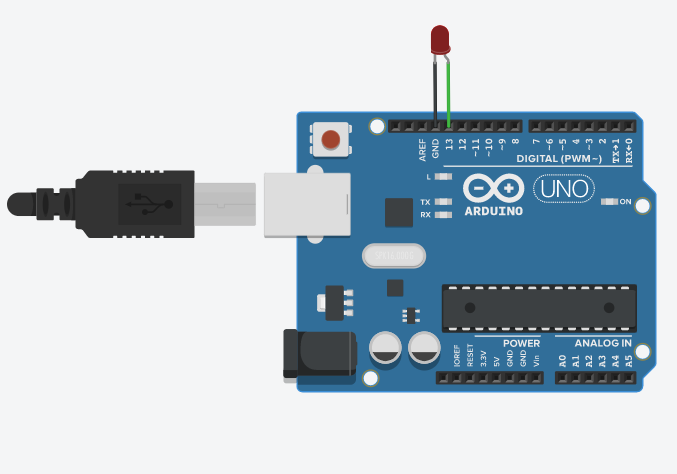 AREF
GND
13
12
~11
~10
~9
8
7
~6
~5
4
~3
2
TX→1
RX←0
DIGITAL (PWM~)
L
TX
RX
ARDUINO
UNO
ON
POWER
ANALOG IN
IOREF
RESET
3.3V
5V
GND
GND
Vin
A0
A1
A2
A3
A4
A5